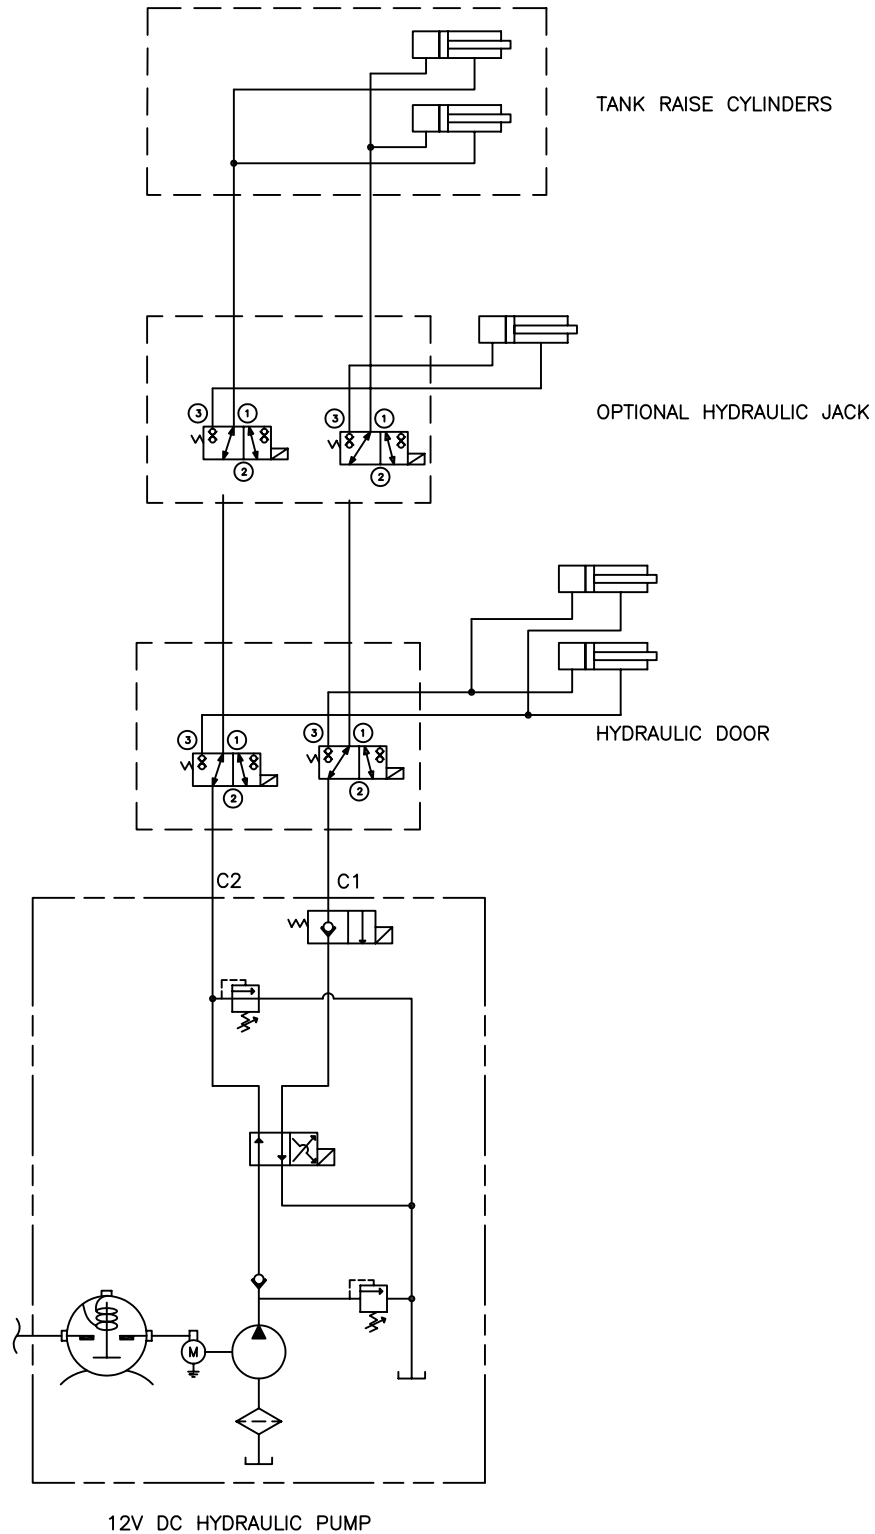 TANK RAISE CYLINDERS
3 1 3 1
OPTIONAL HYDRAULIC JACK
2 2
3 1 3 1
HYDRAULIC DOOR
2 2
C2 C1
M
12V DC HYDRAULIC PUMP